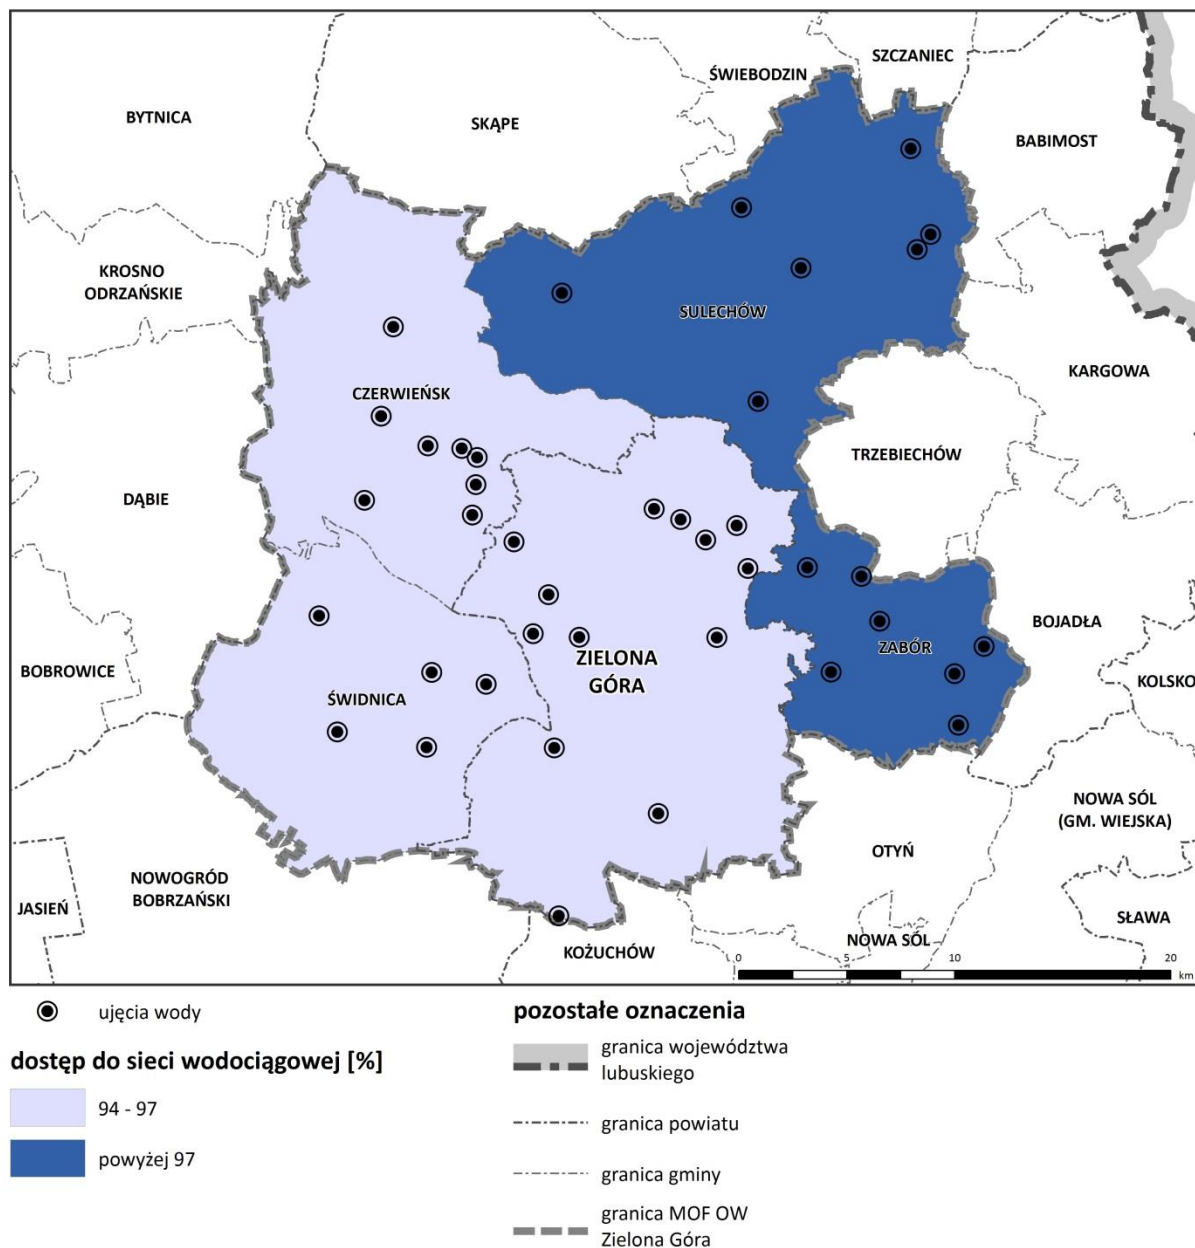 SZCZANIEC
ŚWIEBODZIN
BYTNICA
SKĄPE
BABIMOST
KROSNO
ODRZAŃSKIE
SULECHÓW
KARGOWA
CZERWIEŃSK
TRZEBIECHÓW
DĄBIE
BOJADŁA
ZABÓR
ZIELONA
GÓRA
BOBROWICE
KOLSKO
ŚWIDNICA
NOWA SÓL
(GM. WIEJSKA)
OTYŃ
NOWOGRÓD
BOBRZAŃSKI
JASIEŃ
SŁAWA
NOWA SÓL
KOŻUCHÓW
0 5 10 20
km
ujęcia wody
dostęp do sieci wodociągowej [%]
94 - 97
powyżej 97
pozostałe oznaczenia
granica województwa
lubuskiego
granica powiatu
granica gminy
granica MOF OW
Zielona Góra